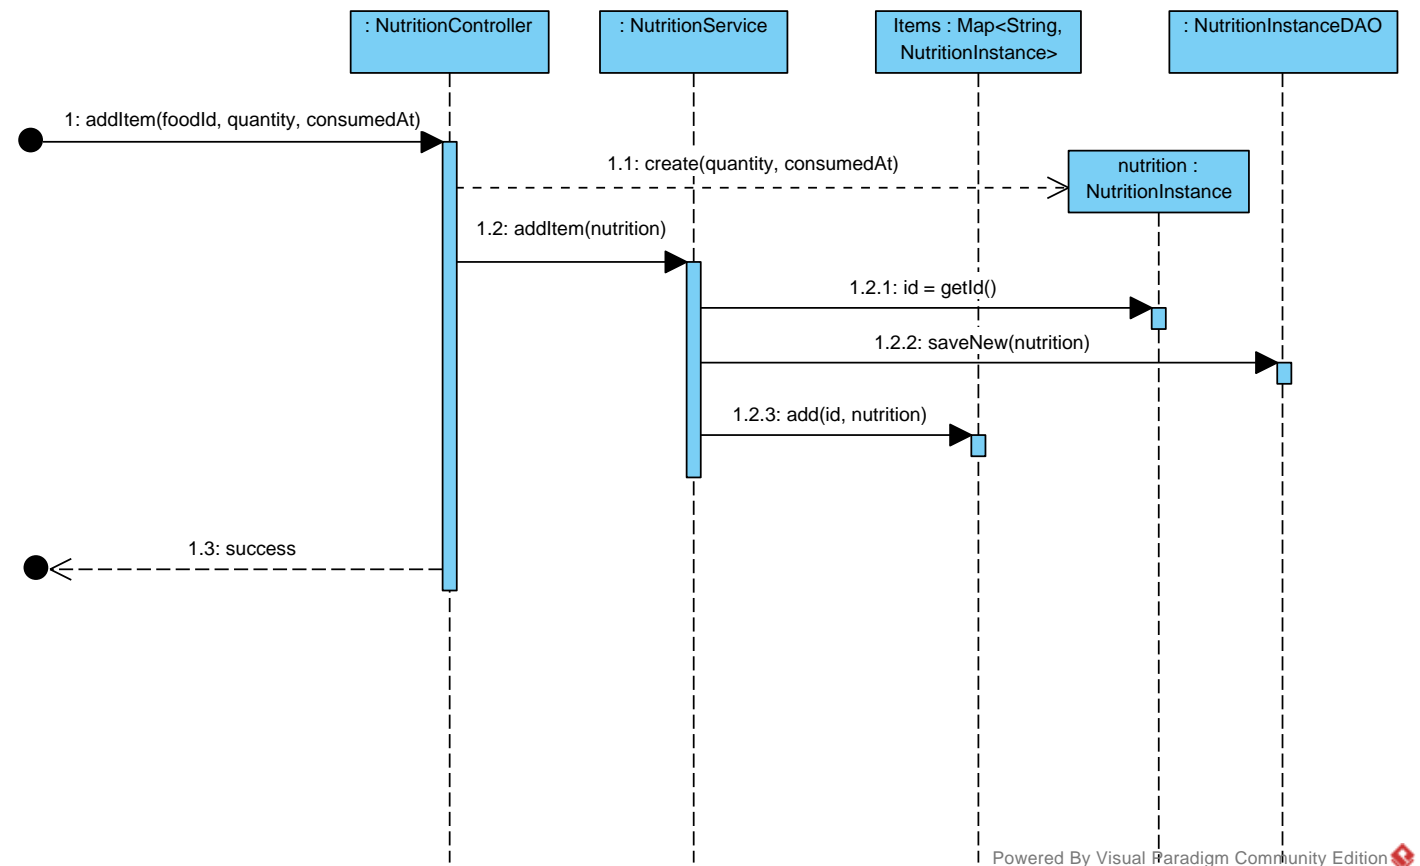 : NutritionController
: NutritionService
Items : Map<String,
NutritionInstance>
: NutritionInstanceDAO
1: addItem(foodId, quantity, consumedAt)
1.1: create(quantity, consumedAt)
nutrition :
NutritionInstance
1.2: addItem(nutrition)
1.2.1: id = getId()
1.2.2: saveNew(nutrition)
1.2.3: add(id, nutrition)
1.3: success
Powered By Visual Paradigm Community Edition